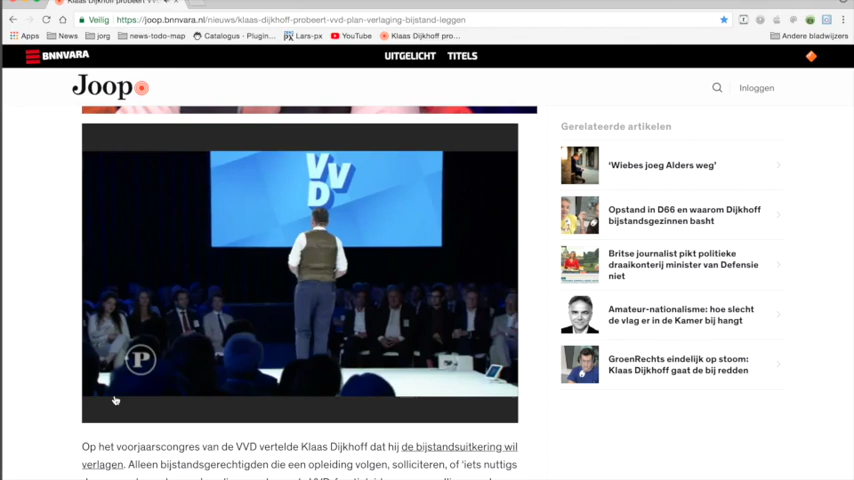 Klaas Dijkhoff probeert VVD-plan
Veilig
https://joop.bnnvara.nl/nieuws/klaas-dijkhoff-probeert-vvd-plan-verlaging-bijstand-leggen
Apps
News
jorg
news-todo-map
Catalogus – Plugin...
Lars-px
YouTube
Klaas Dijkhoff pro...
Andere bladwijzers
BNNVARA
UITGELICHT
TITELS
Joop
Inloggen
Gerelateerde artikelen
VVD
P
‘Wiebes joeg Alders weg’
Opstand in D66 en waarom Dijkhoff
bijstandsgezinnen basht
Britse journalist pikt politieke
draaikonterij minister van Defensie
niet
Amateur-nationalisme: hoe slecht
de vlag er in de Kamer bij hangt
GroenRechts eindelijk op stoom:
Klaas Dijkhoff gaat de bij redden
Op het voorjaarscongres van de VVD vertelde Klaas Dijkhoff dat hij de bijstandsuitkering wil
verlagen. Alleen bijstandsgerechtigden die een opleiding volgen, solliciteren, of ‘iets nuttigs